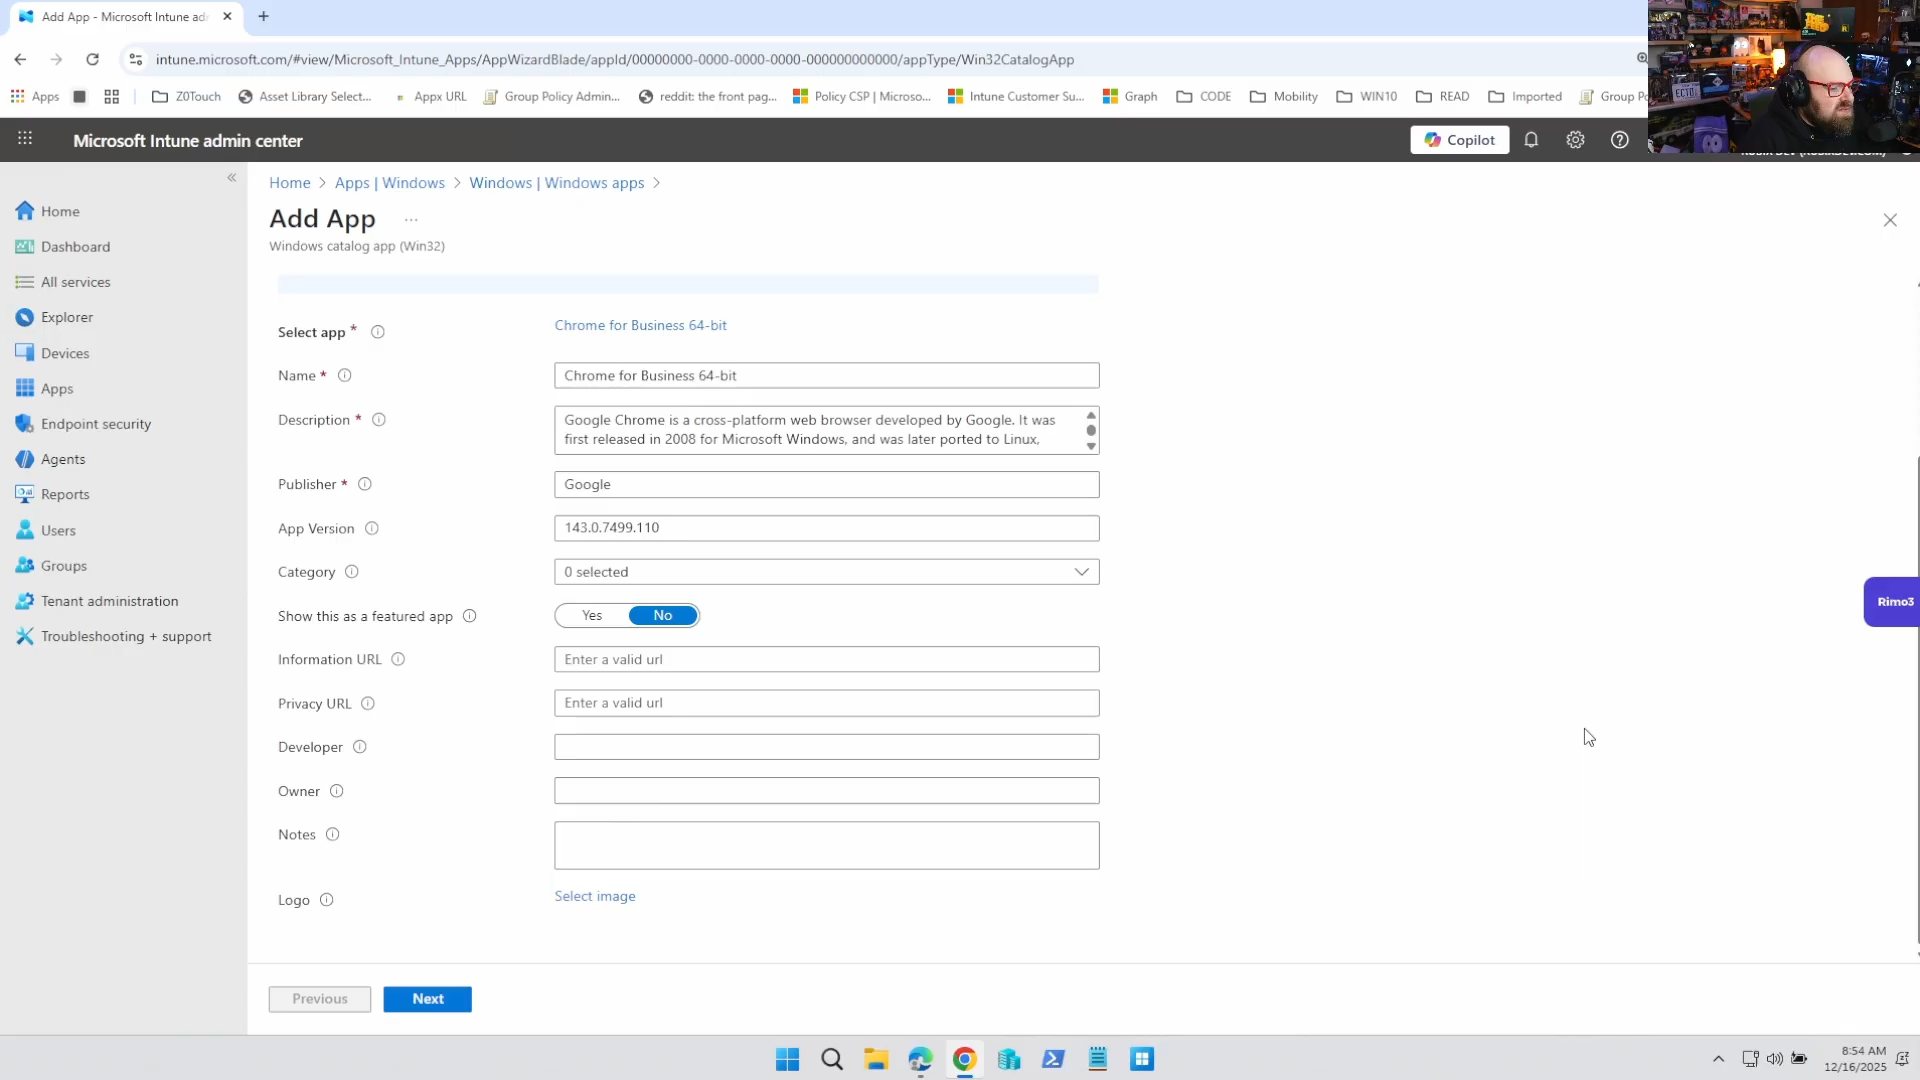 Add App - Microsoft Intune ad
intune.microsoft.com/#view/Microsoft_Intune_Apps/AppWizardBlade/appId/00000000-0000-0000-0000-000000000000/appType/Win32CatalogApp
Apps
Z0Touch
Asset Library Select...
Appx URL
Group Policy Admin...
reddit: the front pag...
Policy CSP | Microso...
Intune Customer Su...
Graph
CODE
Mobility
WIN10
READ
Imported
Group Po
Microsoft Intune admin center
Copilot
Home
Dashboard
All services
Explorer
Devices
Apps
Endpoint security
Agents
Reports
Users
Groups
Tenant administration
Troubleshooting + support
Home > Apps | Windows > Windows | Windows apps >
Add App ...
Windows catalog app (Win32)
Select app *
Chrome for Business 64-bit
Name *
Chrome for Business 64-bit
Description *
Google Chrome is a cross-platform web browser developed by Google. It was
first released in 2008 for Microsoft Windows, and was later ported to Linux,
Publisher *
Google
App Version
143.0.7499.110
Category
0 selected
Show this as a featured app
Yes
No
Information URL
Enter a valid url
Privacy URL
Enter a valid url
Developer
Owner
Notes
Logo
Select image
Previous
Next
Rimo3
8:54 AM
12/16/2025